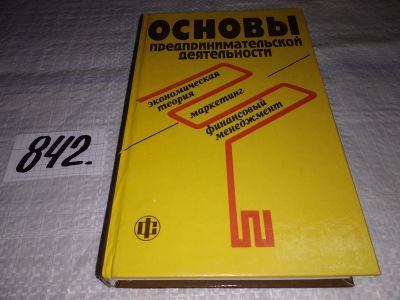 ОСНОВЫ
предпринимательской
деятельности
экономическая
теория
маркетинг
финансовый
менеджмент
842.